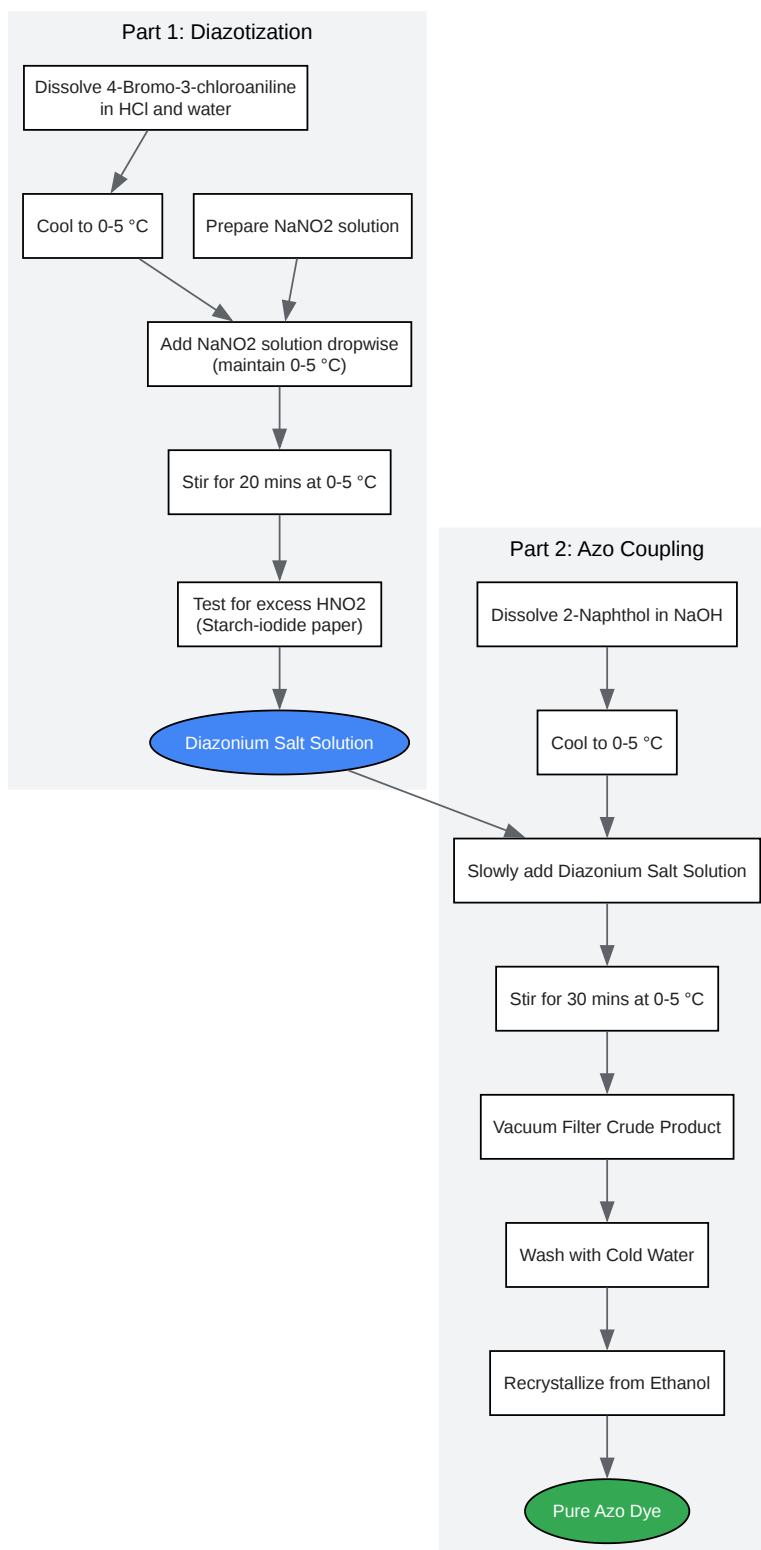 Part 1: Diazotization
Dissolve 4-Bromo-3-chloroaniline
in HCl and water
Cool to 0-5 °C
Prepare NaNO2 solution
Add NaNO2 solution dropwise
(maintain 0-5 °C)
Stir for 20 mins at 0-5 °C
Test for excess HNO2
(Starch-iodide paper)
Diazonium Salt Solution
Part 2: Azo Coupling
Dissolve 2-Naphthol in NaOH
Cool to 0-5 °C
Slowly add Diazonium Salt Solution
Stir for 30 mins at 0-5 °C
Vacuum Filter Crude Product
Wash with Cold Water
Recrystallize from Ethanol
Pure Azo Dye